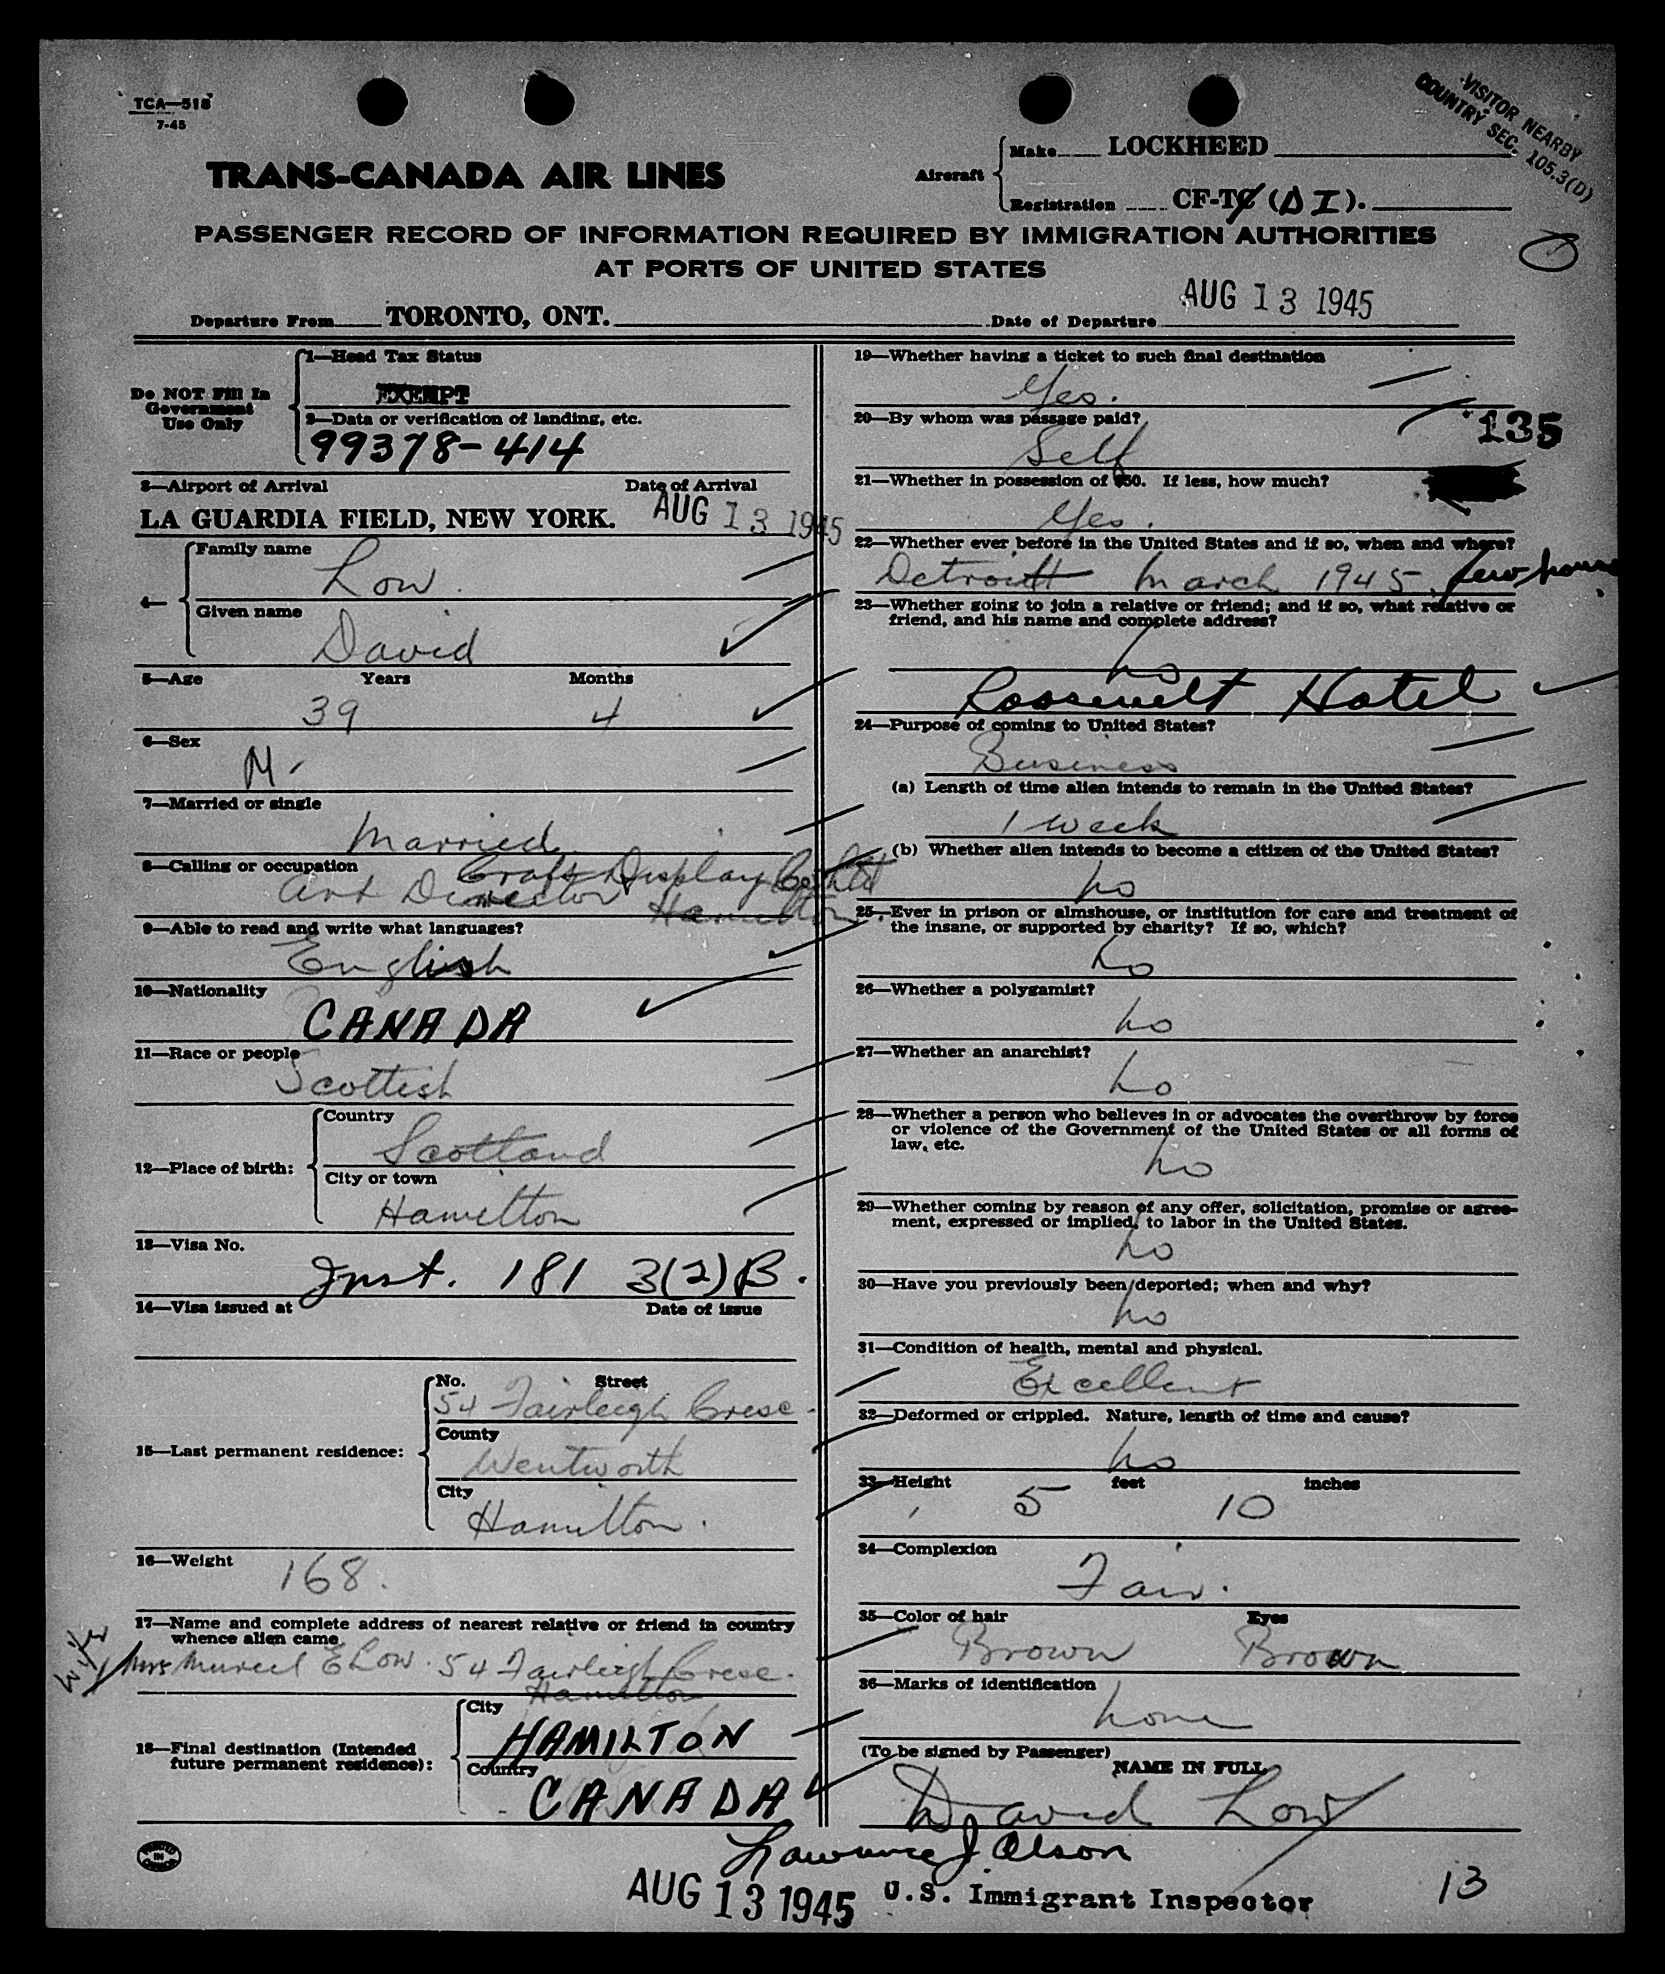 TCA—518
7-45
VISITOR NEARBY
COUNTRY SEC. 105.3(D)
TRANS-CANADA AIR LINES
Aircraft
Make LOCKHEED
Registration CF-TC (D I).
PASSENGER RECORD OF INFORMATION REQUIRED BY IMMIGRATION AUTHORITIES
AT PORTS OF UNITED STATES
Departure From TORONTO, ONT. Date of Departure AUG 13 1945
Do NOT Fill In
Government
Use Only
1—Head Tax Status
EXEMPT
2—Data or verification of landing, etc.
99378-414
3—Airport of Arrival Date of Arrival
LA GUARDIA FIELD, NEW YORK. AUG 13 1945
4—
Family name
Low.
Given name
David
5—Age Years Months
39 4
6—Sex
M.
7—Married or single
Married.
8—Calling or occupation
Craft Display Co Ltd
Art Director Hamilton
9—Able to read and write what languages?
English
10—Nationality
CANADA
11—Race or people
Scottish
12—Place of birth:
Country
Scotland
City or town
Hamilton
13—Visa No.
Inst. 181 3(2)B.
14—Visa issued at Date of issue
15—Last permanent residence:
No. Street
54 Fairleigh Cresc.
County
Wentworth
City
Hamilton.
16—Weight
168.
17—Name and complete address of nearest relative or friend in country
whence alien came
wife
Mrs Muriel E Low. 54 Fairleigh Cresc.
Hamilton
18—Final destination (Intended
future permanent residence):
City
HAMILTON
Country
CANADA
19—Whether having a ticket to such final destination
Yes.
20—By whom was passage paid?
Self
135
21—Whether in possession of $50. If less, how much?
Yes.
22—Whether ever before in the United States and if so, when and where?
Detroit March 1945. few hours
23—Whether going to join a relative or friend; and if so, what relative or
friend, and his name and complete address?
No
Roosevelt Hotel
24—Purpose of coming to United States?
Business
(a) Length of time alien intends to remain in the United States?
1 week
(b) Whether alien intends to become a citizen of the United States?
No
25—Ever in prison or almshouse, or institution for care and treatment of
the insane, or supported by charity? If so, which?
No
26—Whether a polygamist?
No
27—Whether an anarchist?
No
28—Whether a person who believes in or advocates the overthrow by force
or violence of the Government of the United States or all forms of
law, etc.
No
29—Whether coming by reason of any offer, solicitation, promise or agree-
ment, expressed or implied, to labor in the United States.
No
30—Have you previously been deported; when and why?
No
31—Condition of health, mental and physical.
Excellent
32—Deformed or crippled. Nature, length of time and cause?
No
33—Height feet inches
5 10
34—Complexion
Fair.
35—Color of hair Eyes
Brown Brown
36—Marks of identification
None
(To be signed by Passenger)
NAME IN FULL
David Low
Lawrence J. Olson
AUG 13 1945 U.S. Immigrant Inspector
13